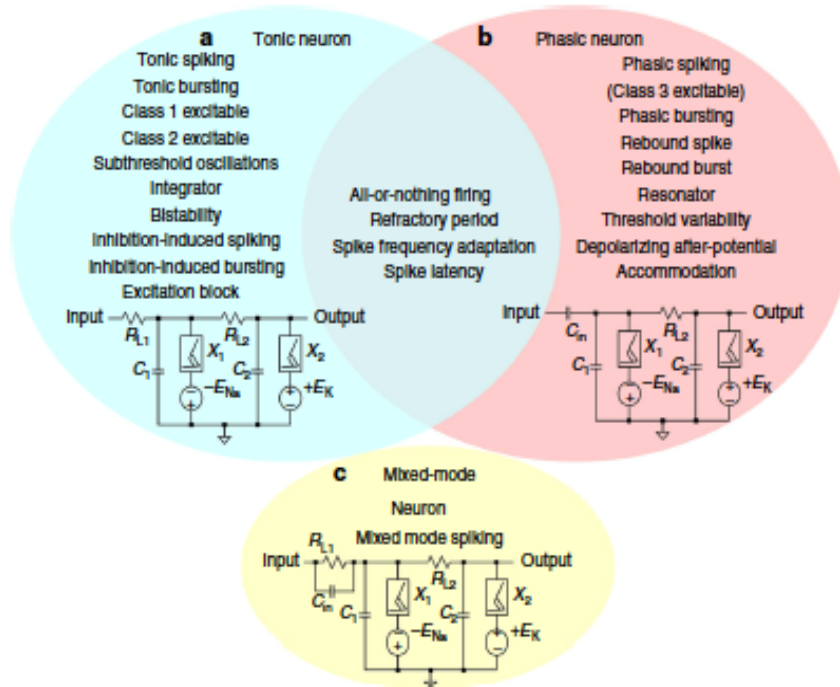 a Tonic neuron
Tonic spiking
Tonic bursting
Class 1 excitable
Class 2 excitable
Subthreshold oscillations
Integrator
Bistability
Inhibition-induced spiking
Inhibition-induced bursting
Excitation block
Input
R_L1
R_L2
Output
C_1
X_1
C_2
X_2
−E_Na
+E_K
All-or-nothing firing
Refractory period
Spike frequency adaptation
Spike latency
b Phasic neuron
Phasic spiking
(Class 3 excitable)
Phasic bursting
Rebound spike
Rebound burst
Resonator
Threshold variability
Depolarizing after-potential
Accommodation
Input
C_in
R_L2
Output
C_1
X_1
C_2
X_2
−E_Na
+E_K
c Mixed-mode
Neuron
Mixed mode spiking
Input
R_L1
C_in
R_L2
Output
C_1
X_1
C_2
X_2
−E_Na
+E_K